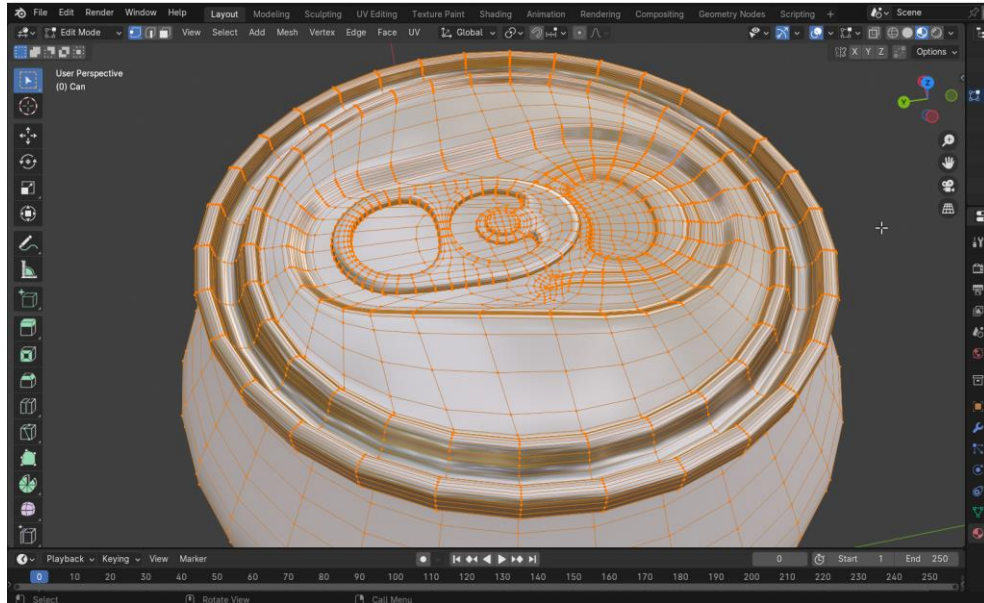 File Edit Render Window Help Layout Modeling Sculpting UV Editing Texture Paint Shading Animation Rendering Compositing Geometry Nodes Scripting + Scene
Edit Mode View Select Add Mesh Vertex Edge Face UV Global
X Y Z Options
User Perspective
(0) Can
Z
Y
Playback Keying View Marker 0 Start 1 End 250
0 10 20 30 40 50 60 70 80 90 100 110 120 130 140 150 160 170 180 190 200 210 220 230 240 250
Select Rotate View Call Menu